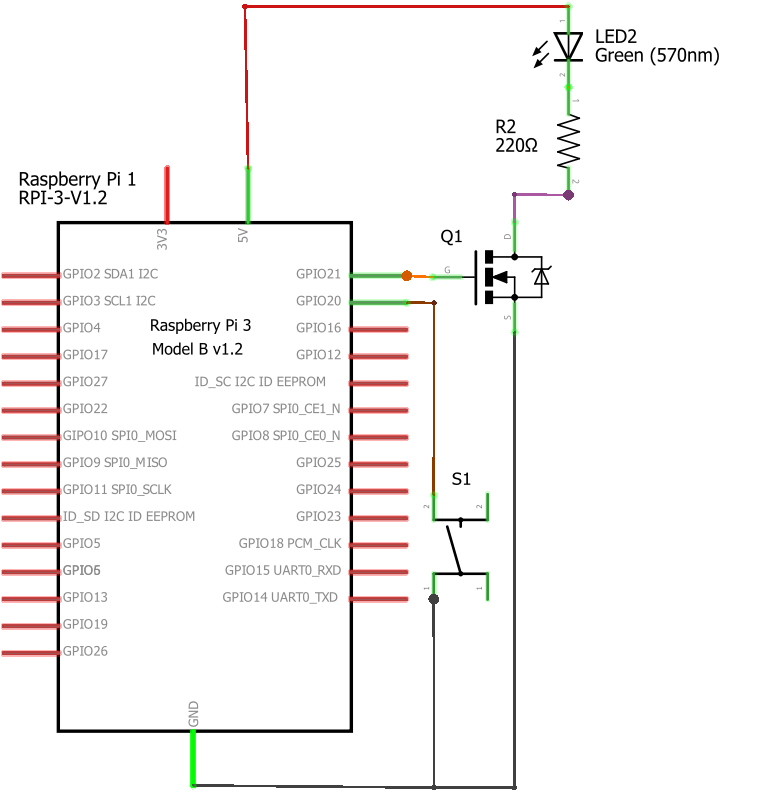 1
LED2
Green (570nm)
2
1
R2
220Ω
2
Raspberry Pi 1
RPI-3-V1.2
3V3
5V
Q1
D
G
S
GPIO2 SDA1 I2C
GPIO21
GPIO3 SCL1 I2C
GPIO20
Raspberry Pi 3
Model B v1.2
GPIO4
GPIO16
GPIO17
GPIO12
GPIO27
ID_SC I2C ID EEPROM
GPIO22
GPIO7 SPI0_CE1_N
GIPO10 SPI0_MOSI
GPIO8 SPI0_CE0_N
GPIO9 SPI0_MISO
GPIO25
GPIO11 SPI0_SCLK
GPIO24
ID_SD I2C ID EEPROM
GPIO23
GPIO5
GPIO18 PCM_CLK
GPIO6
GPIO15 UART0_RXD
GPIO13
GPIO14 UART0_TXD
GPIO19
GPIO26
GND
S1
2
2
1
1